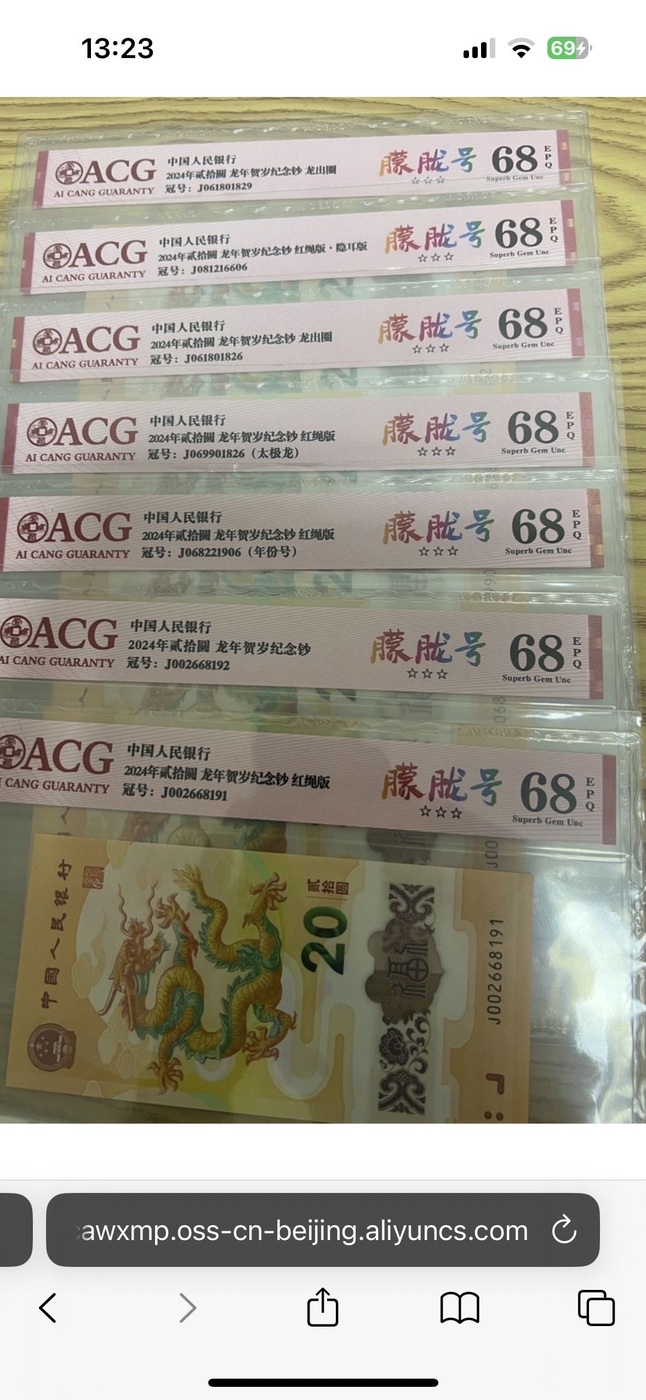 13:23
69
ACG
AI CANG GUARANTY
中国人民银行
2024年贰拾圆 龙年贺岁纪念钞 龙出圈
冠号：J061801829
朦胧号
☆☆☆
68
EPQ
Superb Gem Unc
ACG
AI CANG GUARANTY
中国人民银行
2024年贰拾圆 龙年贺岁纪念钞 红绳版·隐耳版
冠号：J081216606
朦胧号
☆☆☆
68
EPQ
Superb Gem Unc
ACG
AI CANG GUARANTY
中国人民银行
2024年贰拾圆 龙年贺岁纪念钞 龙出圈
冠号：J061801826
朦胧号
☆☆☆
68
EPQ
Superb Gem Unc
ACG
AI CANG GUARANTY
中国人民银行
2024年贰拾圆 龙年贺岁纪念钞 红绳版
冠号：J069901826（太极龙）
朦胧号
☆☆☆
68
EPQ
Superb Gem Unc
ACG
AI CANG GUARANTY
中国人民银行
2024年贰拾圆 龙年贺岁纪念钞 红绳版
冠号：J068221906（年份号）
朦胧号
☆☆☆
68
EPQ
Superb Gem Unc
ACG
AI CANG GUARANTY
中国人民银行
2024年贰拾圆 龙年贺岁纪念钞
冠号：J002668192
朦胧号
☆☆☆
68
EPQ
Superb Gem Unc
ACG
CANG GUARANTY
中国人民银行
2024年贰拾圆 龙年贺岁纪念钞 红绳版
冠号：J002668191
朦胧号
☆☆☆
68
EPQ
Superb Gem Unc
中国人民银行
贰拾圆
20
J002668191
awxmp.oss-cn-beijing.aliyuncs.com